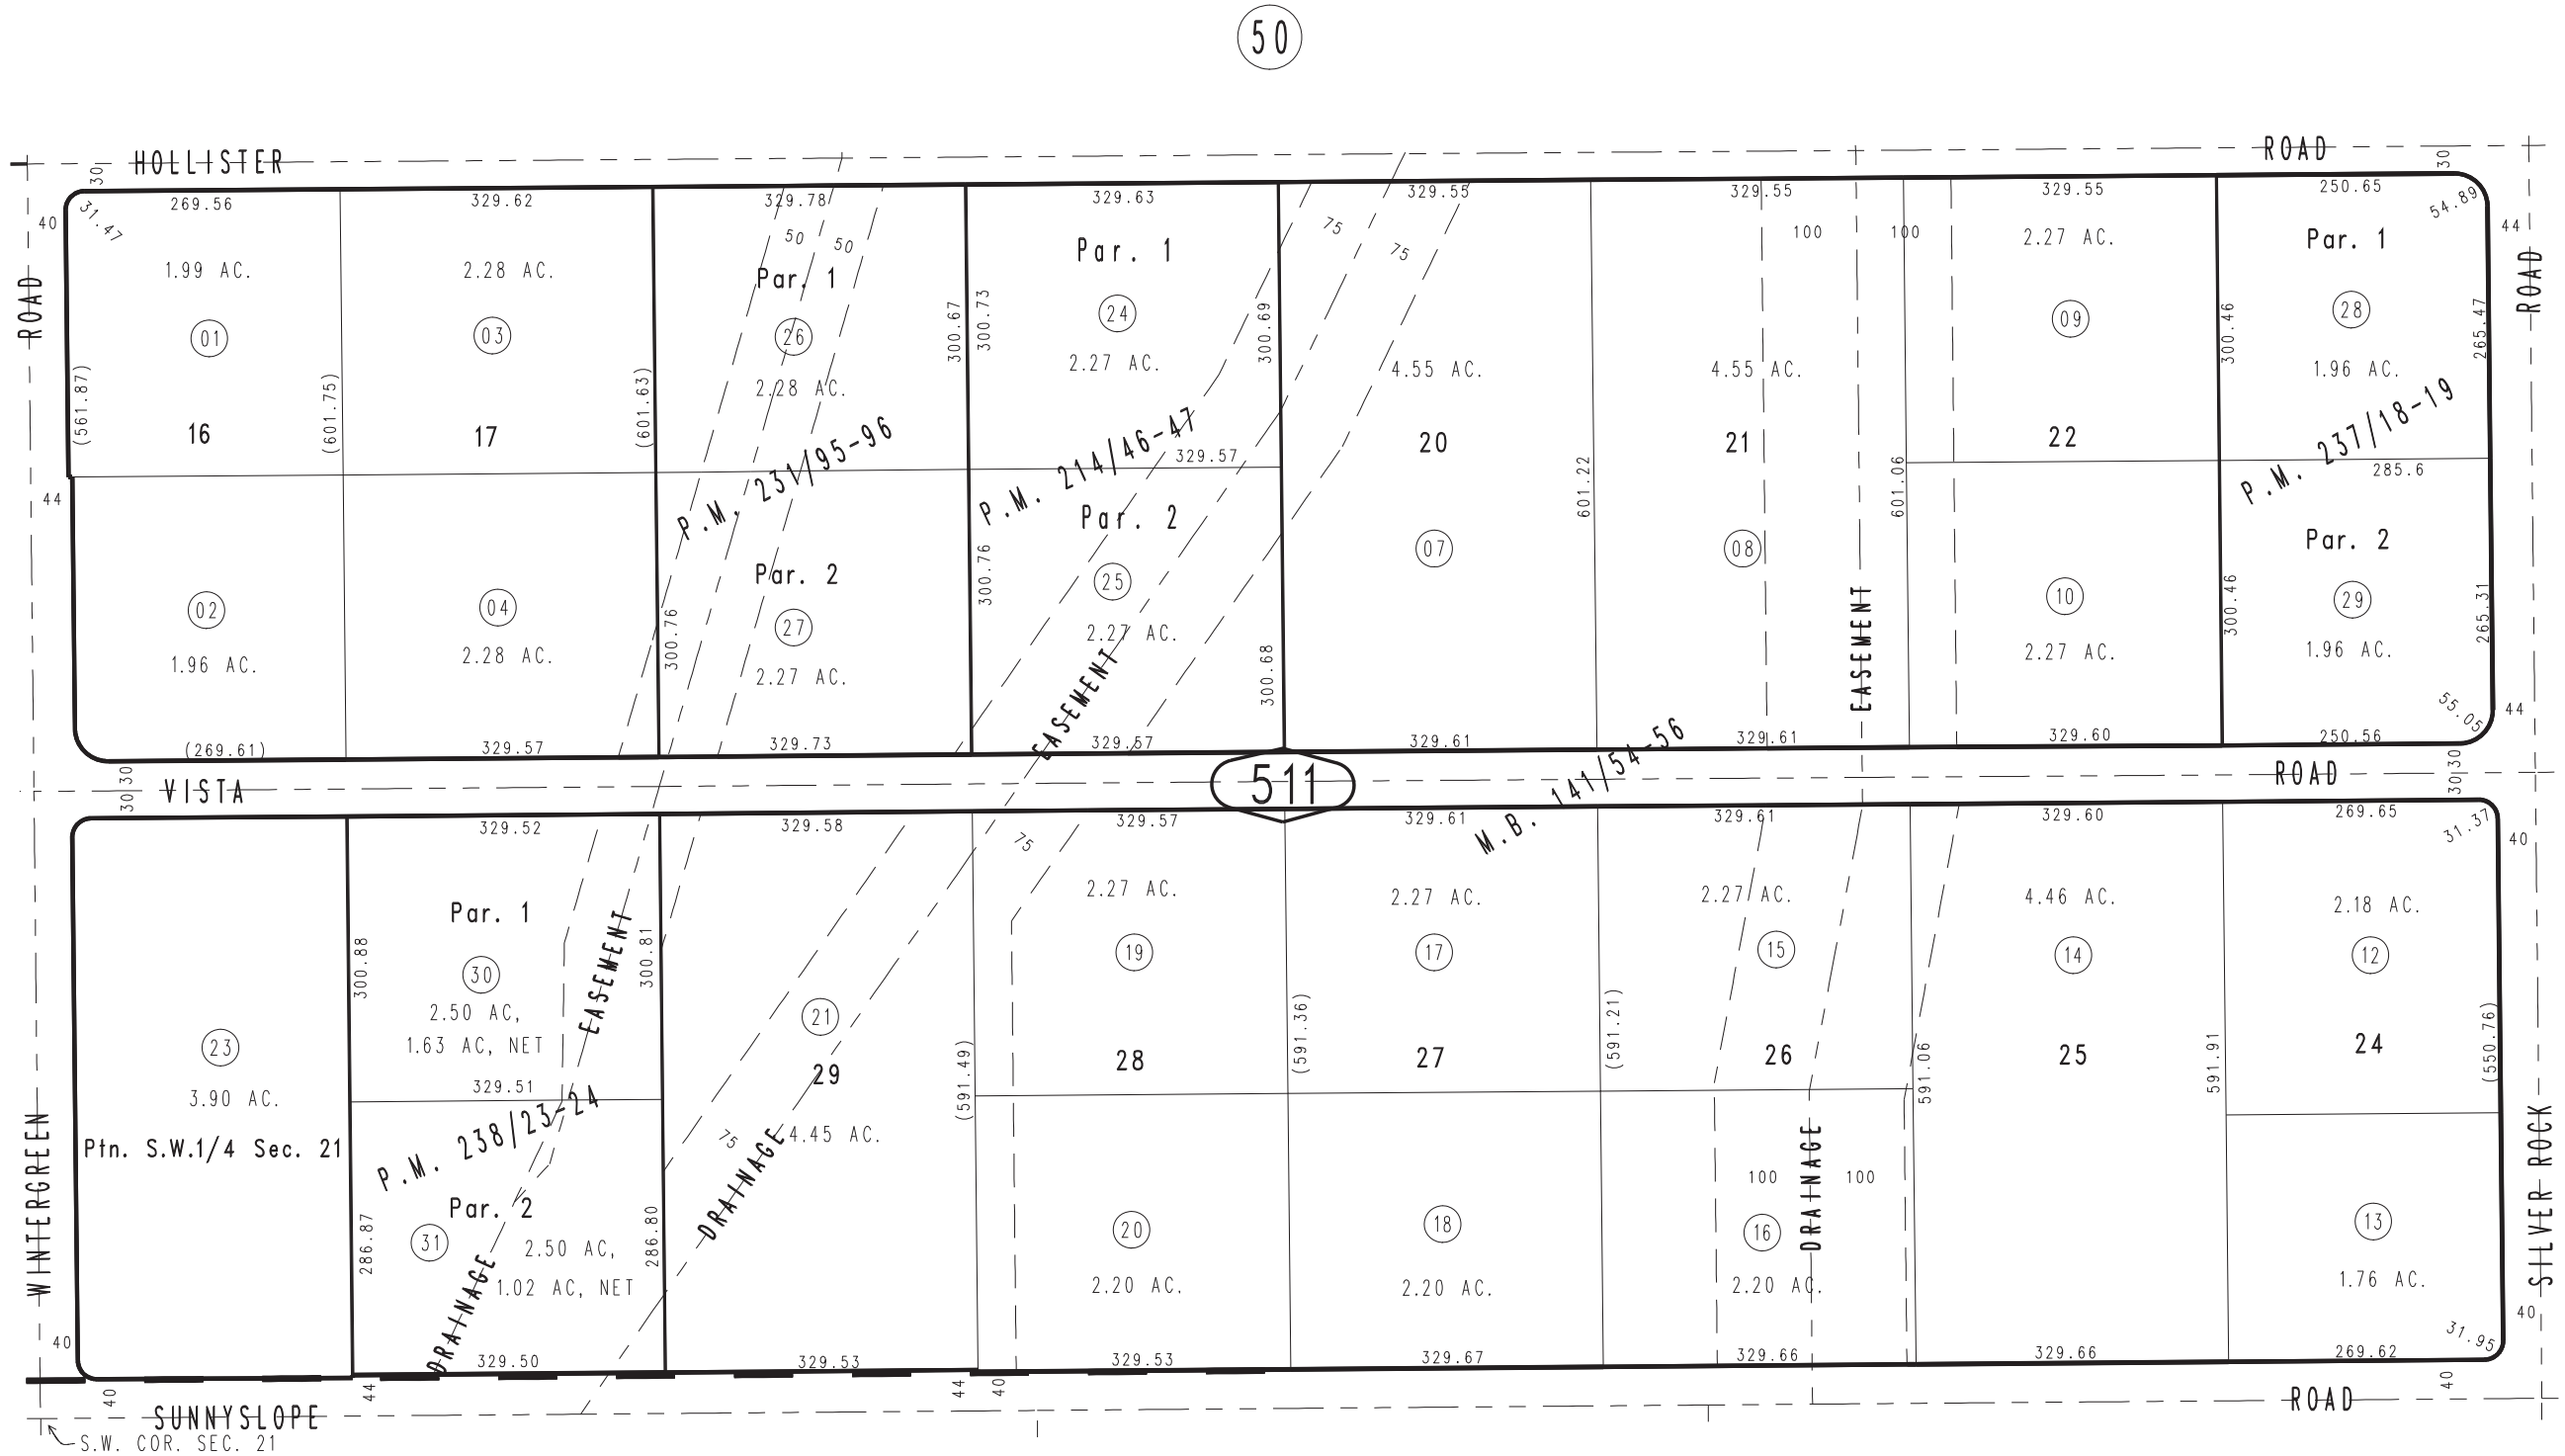 50
HOLLISTER ROAD
30 30
269.56 329.62 329.78 329.63 329.55 329.55 329.55 250.65
40 31.47 54.89 44
50 50 75 75 100 100
1.99 AC. 2.28 AC. Par. 1 Par. 1 2.27 AC. Par. 1
ROAD ROAD
01 03 26 24 09 28
300.67 300.73 300.69 300.46 265.47
2.28 AC. 2.27 AC. 4.55 AC. 4.55 AC. 1.96 AC.
(561.87) (601.75) (601.63)
16 17 20 21 22
P.M. 231/95-96
P.M. 214/46-47
P.M. 237/18-19
329.57 285.6
44
601.22 601.06
Par. 2 Par. 2 Par. 2
07 08
02 04 27 25 10 29
300.76 300.76 300.68 300.46 265.31
1.96 AC. 2.28 AC. 2.27 AC. 2.27 AC. 2.27 AC. 1.96 AC.
EASEMENT EASEMENT
55.05 44
(269.61) 329.57 329.73 329.57 329.61 329.61 329.60 250.56
30 30 30 30
VISTA 511 ROAD
M.B. 141/54-56
329.52 329.58 329.57 329.61 329.61 329.60 269.65
75 31.37 40
2.27 AC. 2.27 AC. 2.27 AC. 4.46 AC. 2.18 AC.
Par. 1
300.88 EASEMENT 300.81
30 19 17 15 14 12
2.50 AC,
1.63 AC, NET
23 21
3.90 AC.
329.51
29 28 27 26 25 24
(591.49) (591.36) (591.21) 591.06 591.91 (550.76)
Ptn. S.W.1/4 Sec. 21
P.M. 238/23-24
75 4.45 AC.
DRAINAGE DRAINAGE
100 100
Par. 2
286.87 286.80
31 20 18 16 13
2.50 AC,
1.02 AC, NET
2.20 AC. 2.20 AC. 2.20 AC. 1.76 AC.
WINTERGREEN SILVER ROCK
DRAINAGE
40 31.95 40
329.50 329.53 329.53 329.67 329.66 329.66 269.62
40 44 44 40 40
SUNNYSLOPE ROAD
S.W. COR. SEC. 21